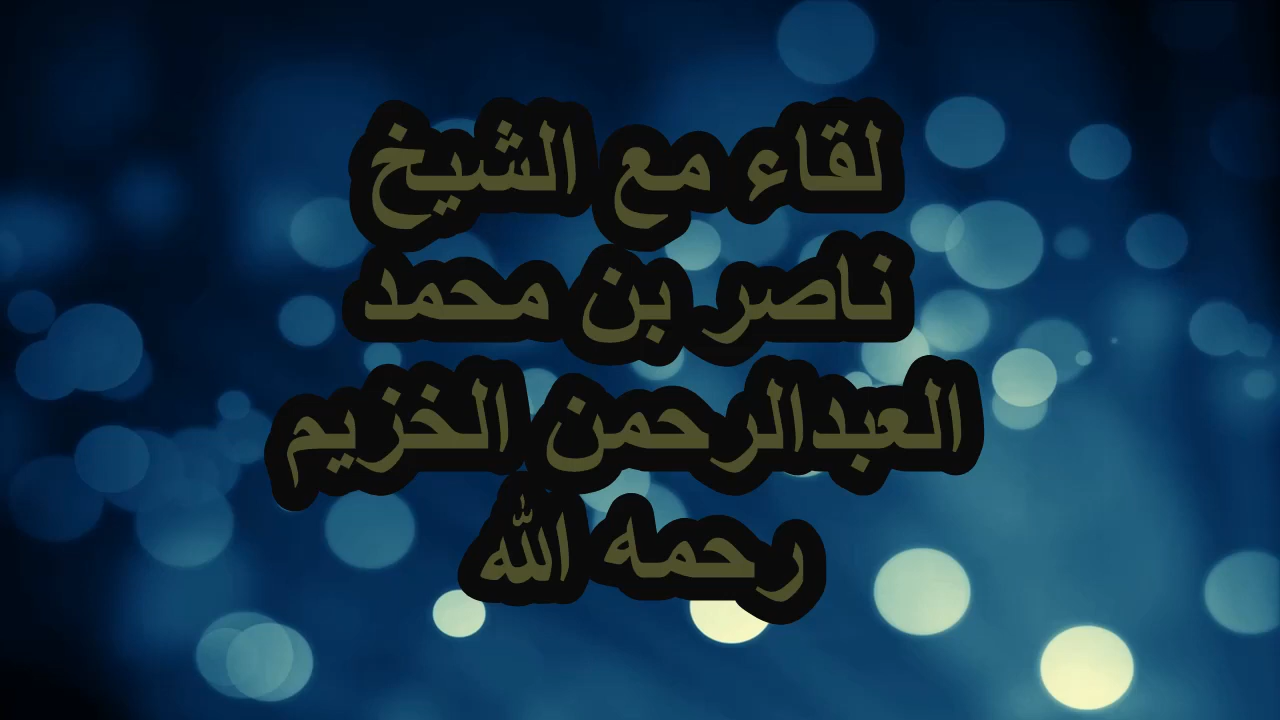 لقاء مع الشيخ
ناصر بن محمد
العبدالرحمن الخزيم
رحمه الله